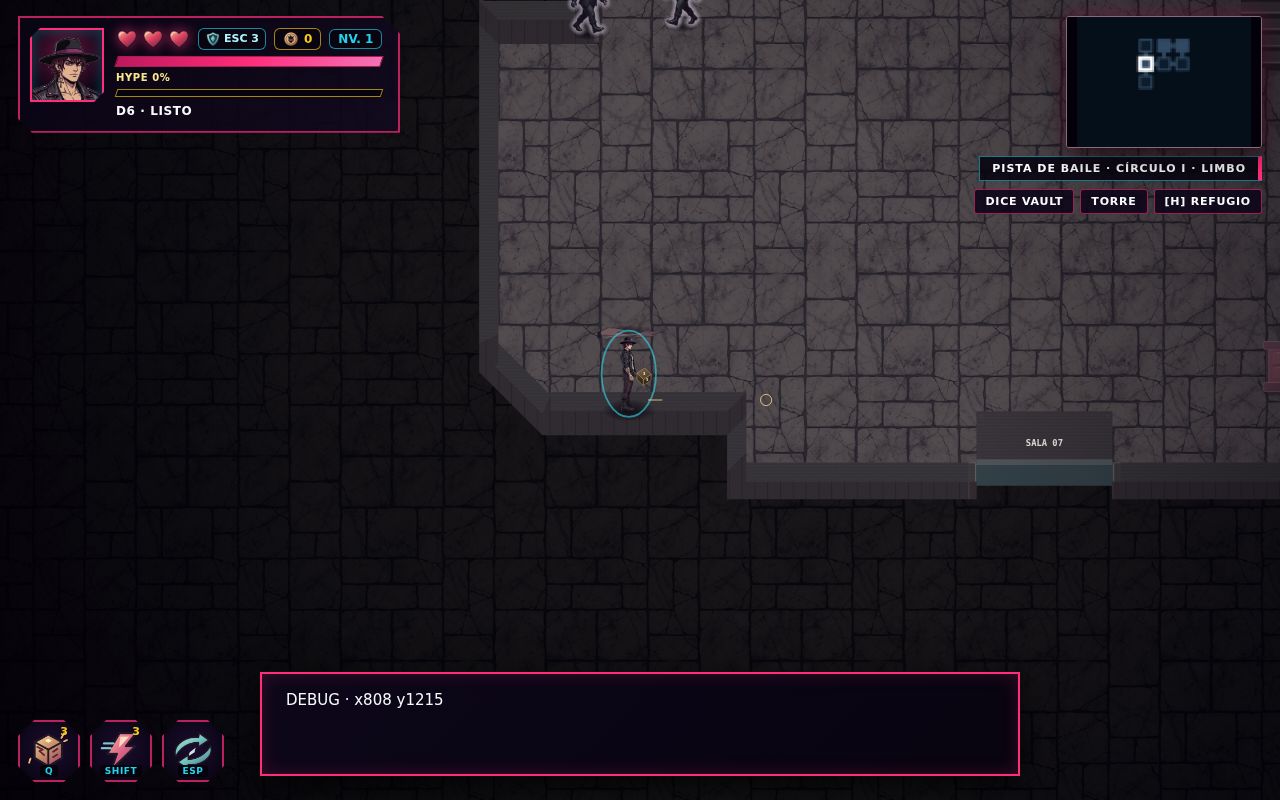 ESC 3
0
NV. 1
HYPE 0%
D6 · LISTO
PISTA DE BAILE · CÍRCULO I · LIMBO
DICE VAULT
TORRE
[H] REFUGIO
SALA 07
DEBUG · x808 y1215
3
Q
3
SHIFT
ESP